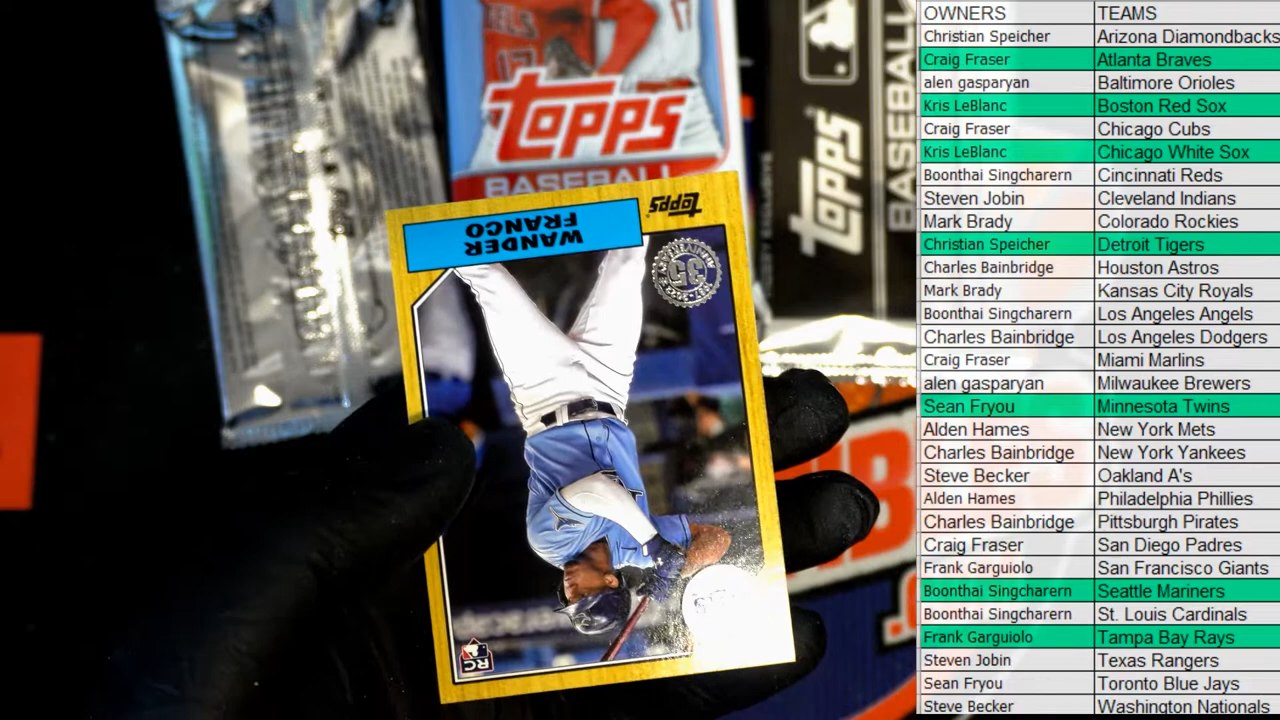 17
17
TOPPS
BASEBALL
TOPPS
BASEBALL
TOPPS
WANDER
FRANCO
35
RC
OWNERS TEAMS
Christian Speicher Arizona Diamondbacks
Craig Fraser Atlanta Braves
alen gasparyan Baltimore Orioles
Kris LeBlanc Boston Red Sox
Craig Fraser Chicago Cubs
Kris LeBlanc Chicago White Sox
Boonthai Singcharern Cincinnati Reds
Steven Jobin Cleveland Indians
Mark Brady Colorado Rockies
Christian Speicher Detroit Tigers
Charles Bainbridge Houston Astros
Mark Brady Kansas City Royals
Boonthai Singcharern Los Angeles Angels
Charles Bainbridge Los Angeles Dodgers
Craig Fraser Miami Marlins
alen gasparyan Milwaukee Brewers
Sean Fryou Minnesota Twins
Alden Hames New York Mets
Charles Bainbridge New York Yankees
Steve Becker Oakland A's
Alden Hames Philadelphia Phillies
Charles Bainbridge Pittsburgh Pirates
Craig Fraser San Diego Padres
Frank Garguiolo San Francisco Giants
Boonthai Singcharern Seattle Mariners
Boonthai Singcharern St. Louis Cardinals
Frank Garguiolo Tampa Bay Rays
Steven Jobin Texas Rangers
Sean Fryou Toronto Blue Jays
Steve Becker Washington Nationals